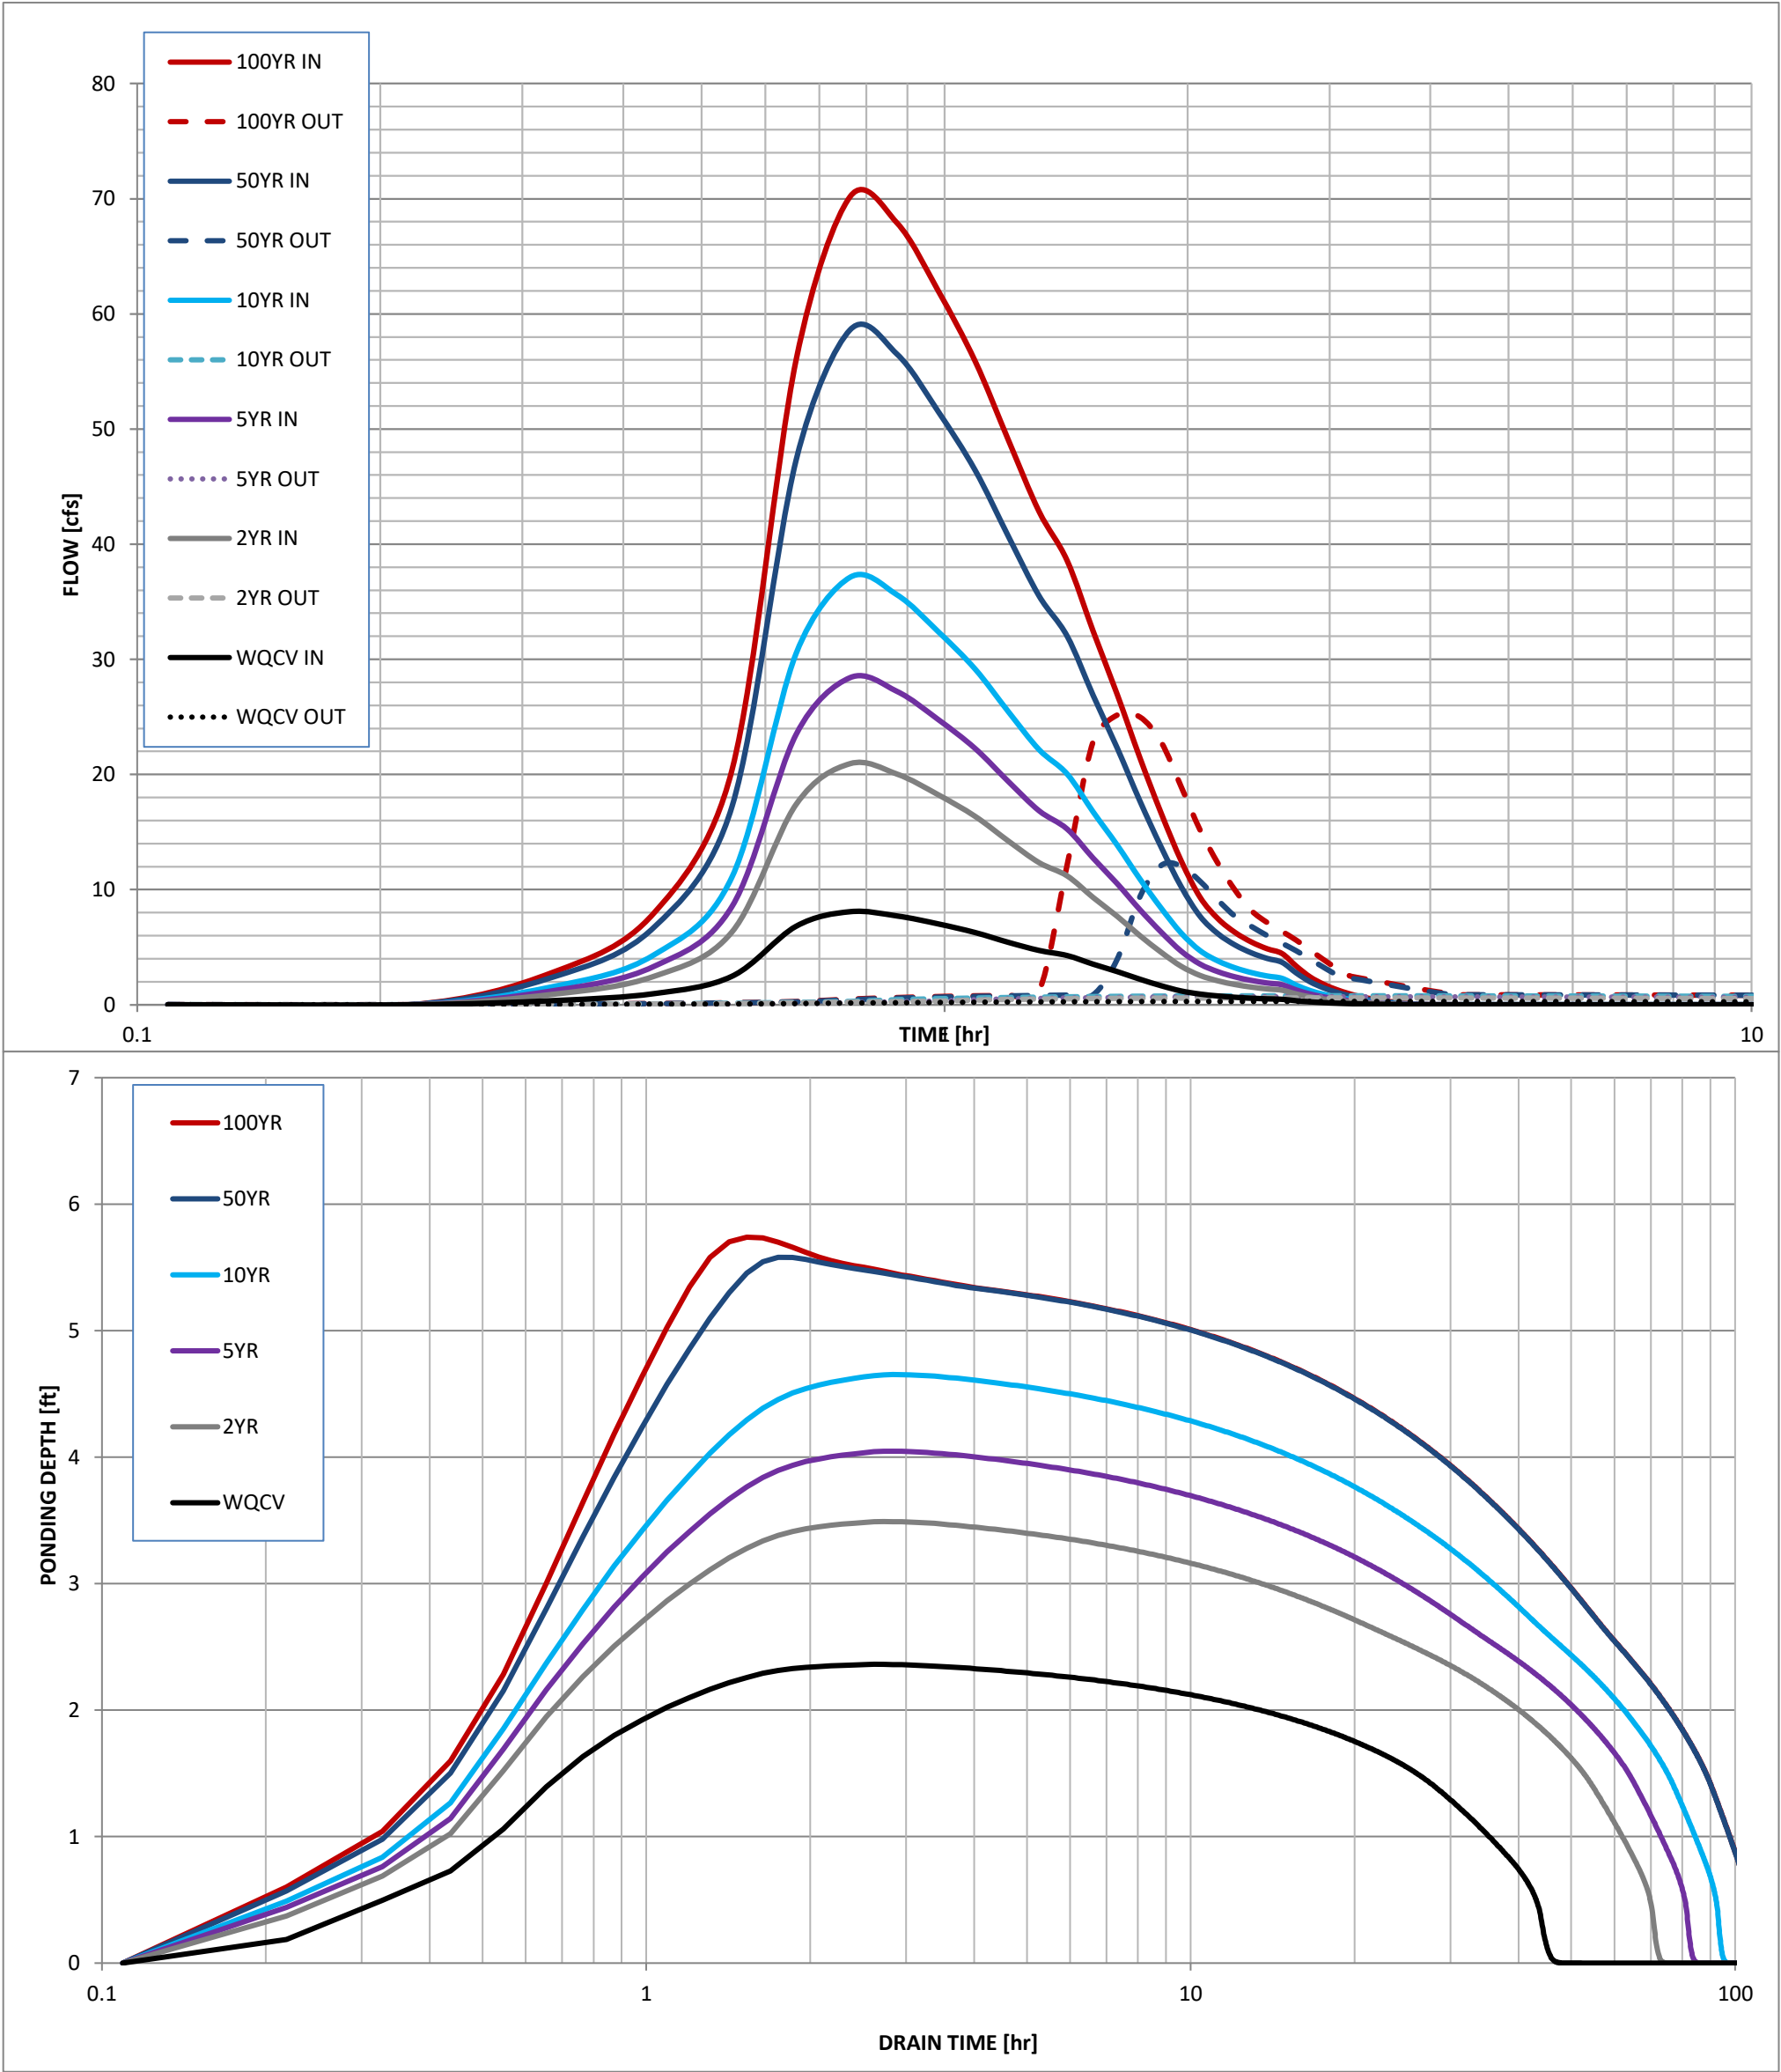 100YR IN
100YR OUT
50YR IN
50YR OUT
10YR IN
10YR OUT
5YR IN
5YR OUT
2YR IN
2YR OUT
WQCV IN
WQCV OUT
80
70
60
50
40
30
20
10
0
FLOW [cfs]
0.1
1
10
TIME [hr]
7
6
5
4
3
2
1
0
100YR
50YR
10YR
5YR
2YR
WQCV
PONDING DEPTH [ft]
0.1
1
10
100
DRAIN TIME [hr]